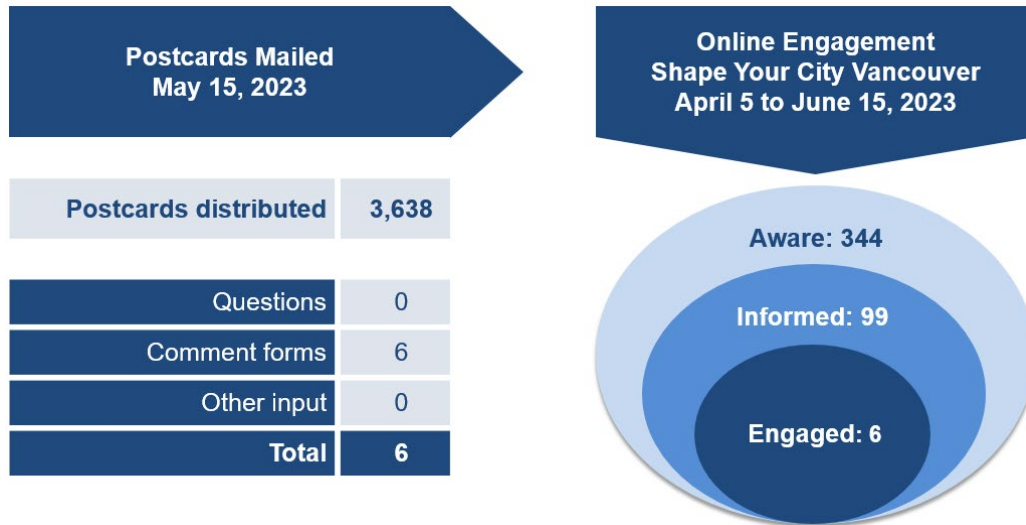 Postcards Mailed
May 15, 2023
Postcards distributed 3,638
Questions 0
Comment forms 6
Other input 0
Total 6
Online Engagement
Shape Your City Vancouver
April 5 to June 15, 2023
Aware: 344
Informed: 99
Engaged: 6